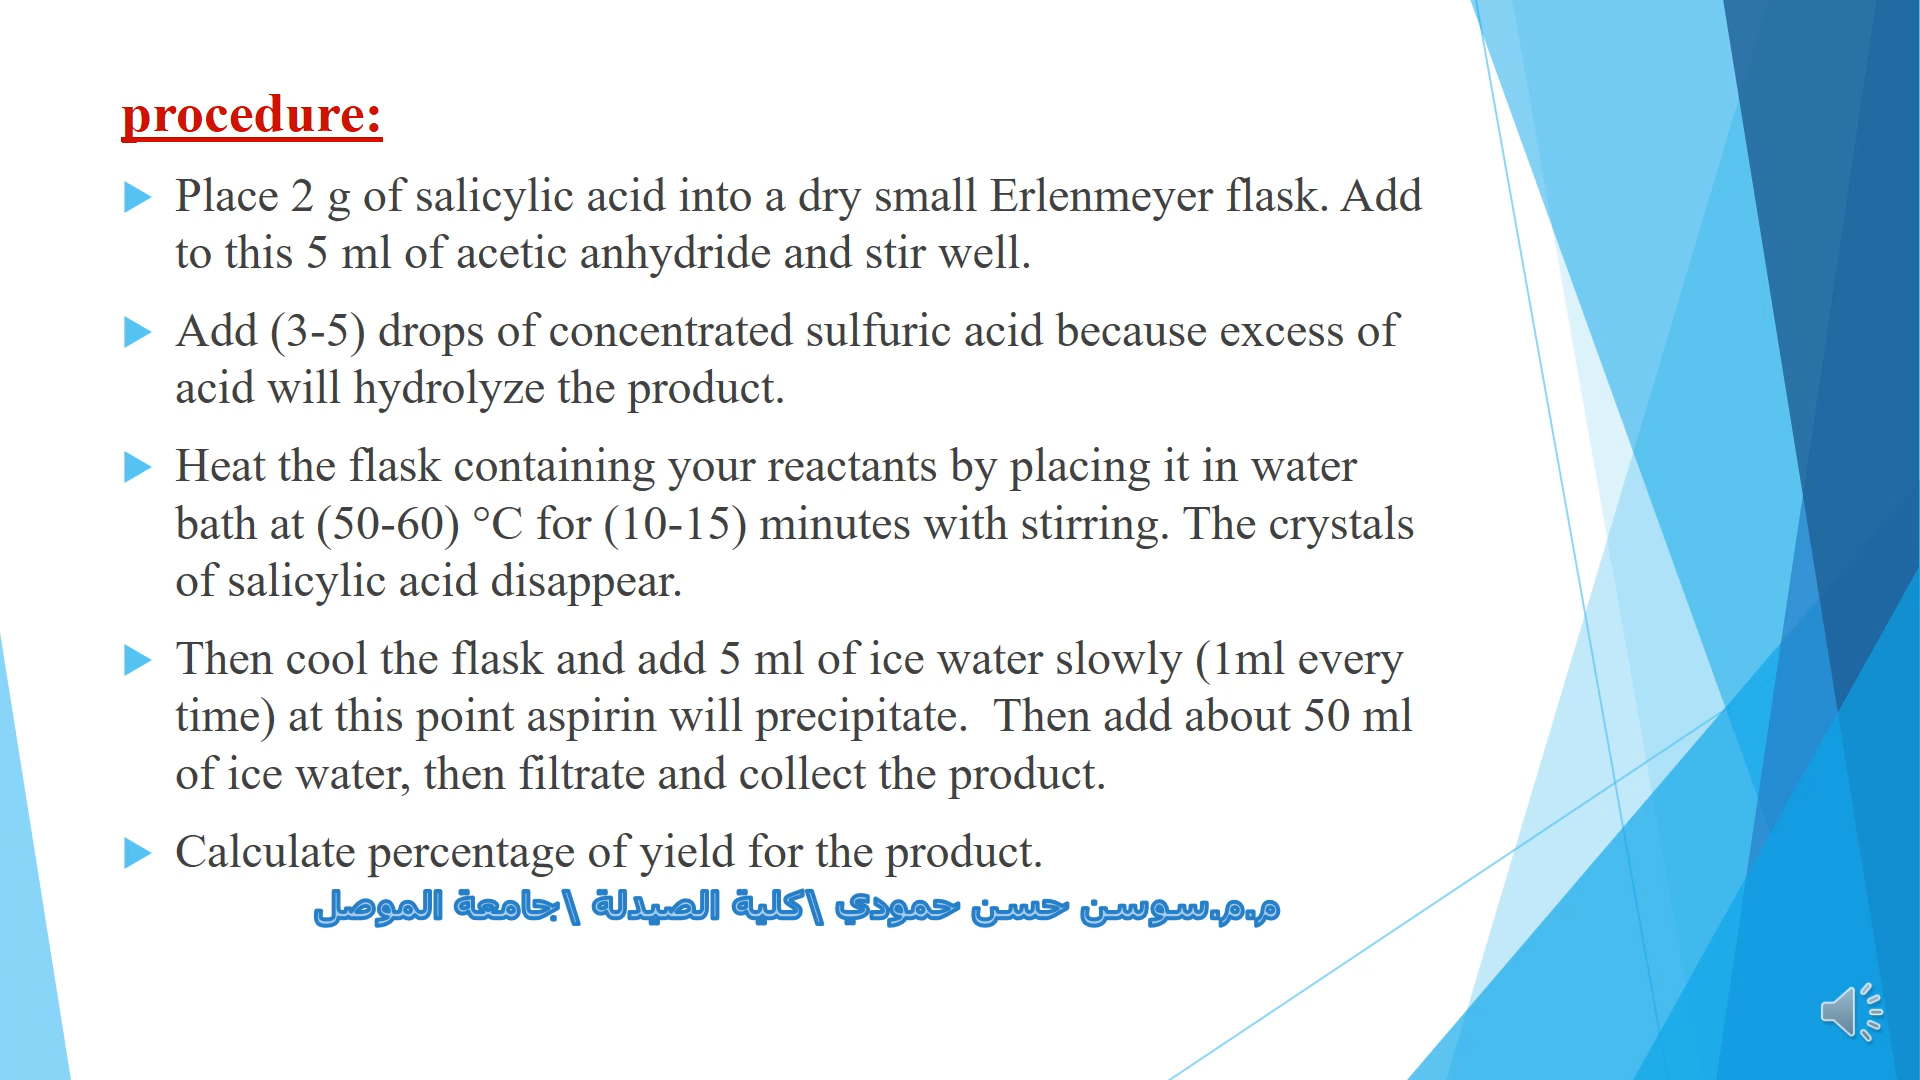 procedure:
Place 2 g of salicylic acid into a dry small Erlenmeyer flask. Add
to this 5 ml of acetic anhydride and stir well.
Add (3-5) drops of concentrated sulfuric acid because excess of
acid will hydrolyze the product.
Heat the flask containing your reactants by placing it in water
bath at (50-60) °C for (10-15) minutes with stirring. The crystals
of salicylic acid disappear.
Then cool the flask and add 5 ml of ice water slowly (1ml every
time) at this point aspirin will precipitate.  Then add about 50 ml
of ice water, then filtrate and collect the product.
Calculate percentage of yield for the product.
م.م.سوسن حسن حمودي \كلية الصيدلة \جامعة الموصل